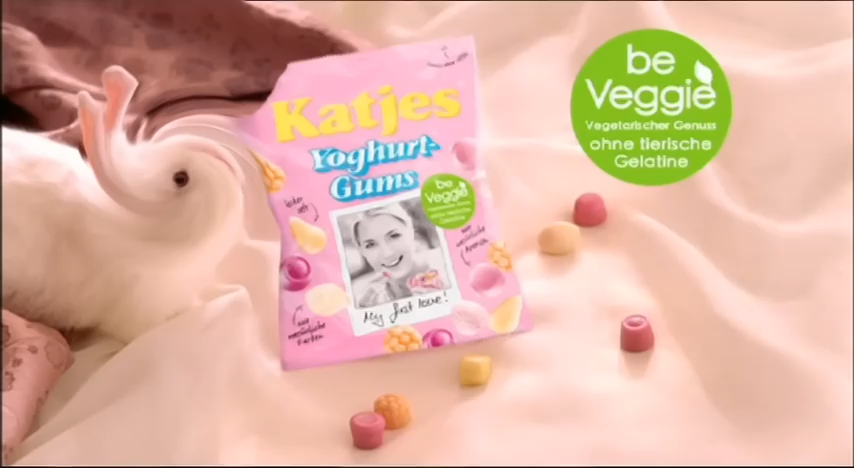 Katjes
Yoghurt-
Gums
be
Veggie
My first love!
be
Veggie
Vegetarischer Genuss
ohne tierische
Gelatine